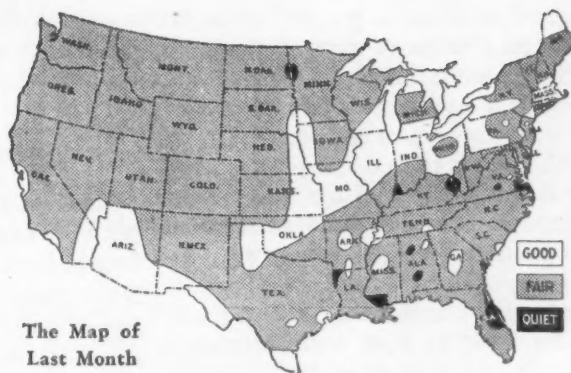 WASH.
MONT.
N.DAK.
MINN.
OREG.
IDAHO
S.DAK.
WIS.
N.Y.
MASS.
WYO.
NEB.
IOWA
PA.
NEV.
UTAH
COLO.
KANS.
MO.
ILL
IND
CAL.
KY.
VA.
N.C.
TENN.
ARIZ.
N.MEX.
OKLA.
ARK.
S.C.
MISS.
ALA
GA
TEX.
LA.
GOOD
FAIR
QUIET
The Map of
Last Month